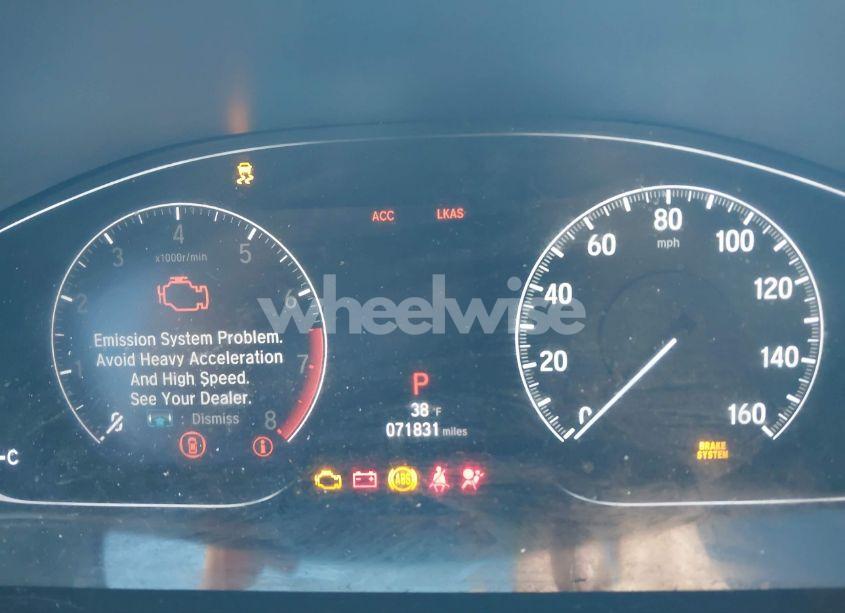 ACC LKAS
4
x1000r/min
3
5
2
6
1
7
8
Emission System Problem.
Avoid Heavy Acceleration
And High Speed.
See Your Dealer.
: Dismiss
wheelwise
P
38 °F
071831 miles
ABS
80
mph
60
100
40
120
20
140
0
160
BRAKE
SYSTEM
-C